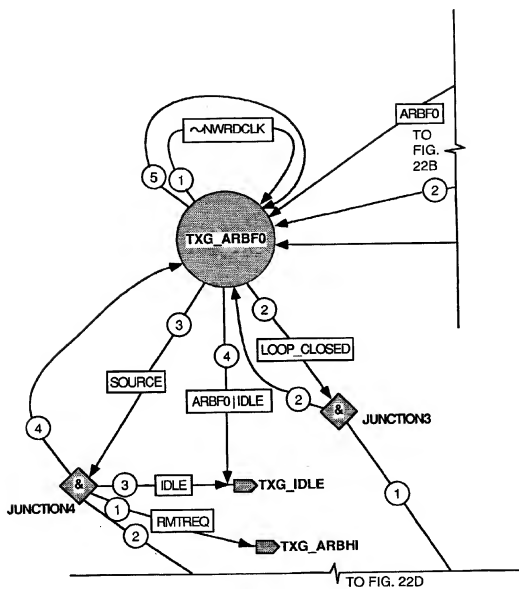 ARBF0
TO
FIG.
22B
~NWRDCLK
5
1
2
TXG_ARBF0
3
2
4
LOOP_CLOSED
SOURCE
ARBF0|IDLE
2
4
&
JUNCTION3
&
3
IDLE
TXG_IDLE
1
JUNCTION4
1
RMTREQ
2
TXG_ARBHI
TO FIG. 22D